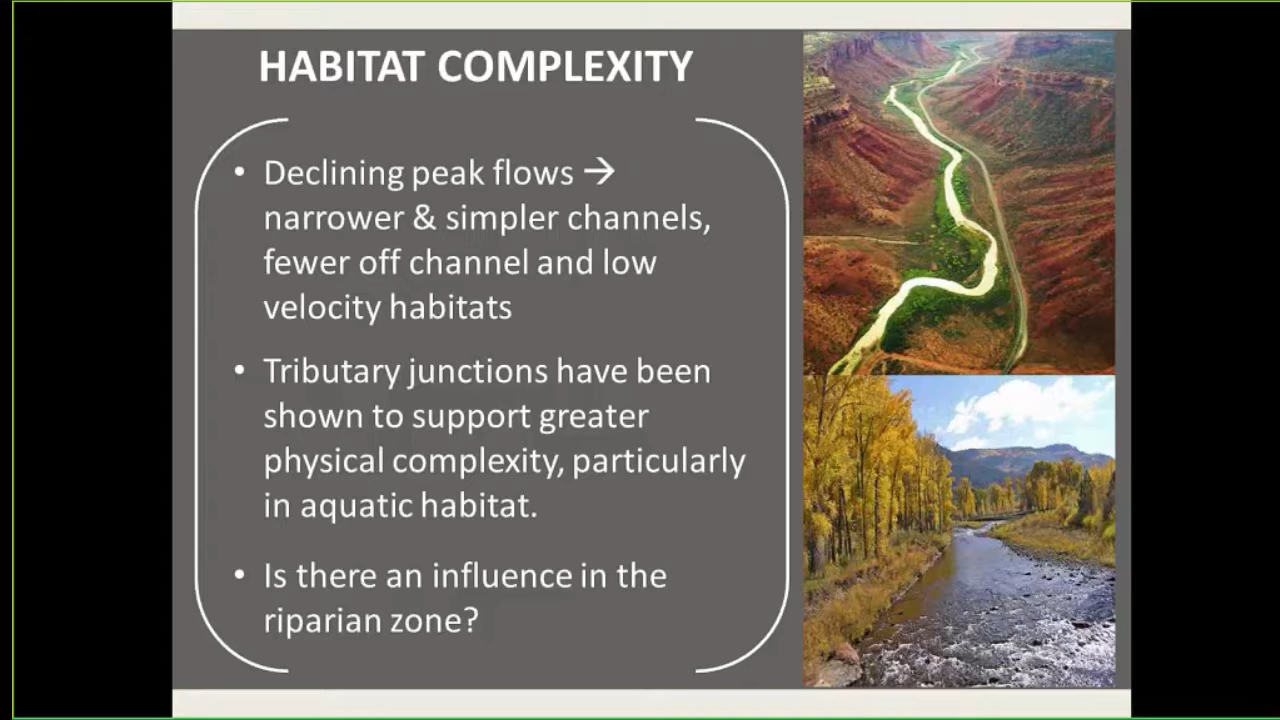 HABITAT COMPLEXITY
• Declining peak flows →
narrower & simpler channels,
fewer off channel and low
velocity habitats
• Tributary junctions have been
shown to support greater
physical complexity, particularly
in aquatic habitat.
• Is there an influence in the
riparian zone?